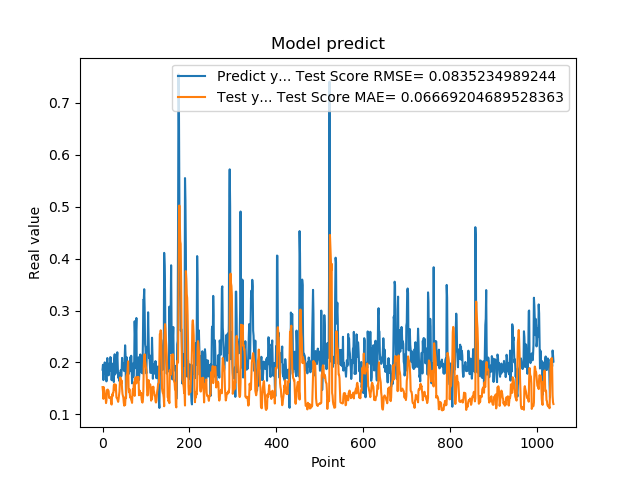 Model predict
Predict y... Test Score RMSE= 0.0835234989244
Test y... Test Score MAE= 0.06669204689528363
Real value
0.7
0.6
0.5
0.4
0.3
0.2
0.1
0 200 400 600 800 1000
Point